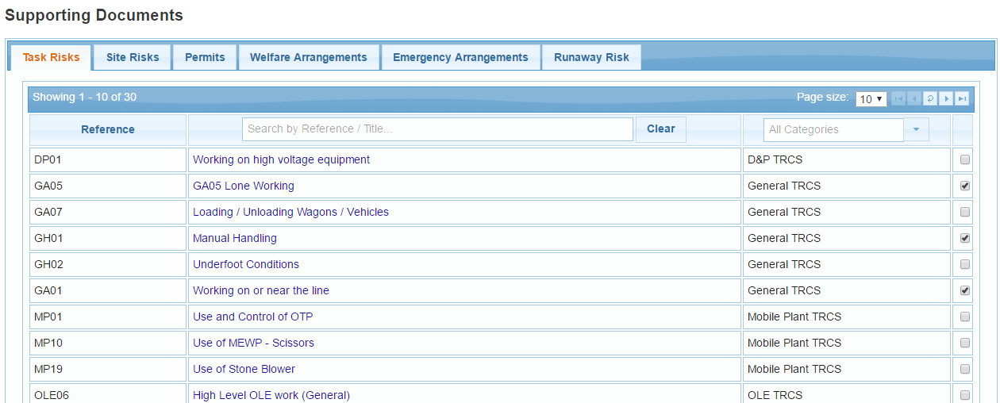 Supporting Documents
Task Risks Site Risks Permits Welfare Arrangements Emergency Arrangements Runaway Risk
Showing 1 - 10 of 30 Page size: 10
Reference Search by Reference / Title... Clear All Categories
DP01 Working on high voltage equipment D&P TRCS
GA05 GA05 Lone Working General TRCS
GA07 Loading / Unloading Wagons / Vehicles General TRCS
GH01 Manual Handling General TRCS
GH02 Underfoot Conditions General TRCS
GA01 Working on or near the line General TRCS
MP01 Use and Control of OTP Mobile Plant TRCS
MP10 Use of MEWP - Scissors Mobile Plant TRCS
MP19 Use of Stone Blower Mobile Plant TRCS
OLE06 High Level OLE work (General) OLE TRCS